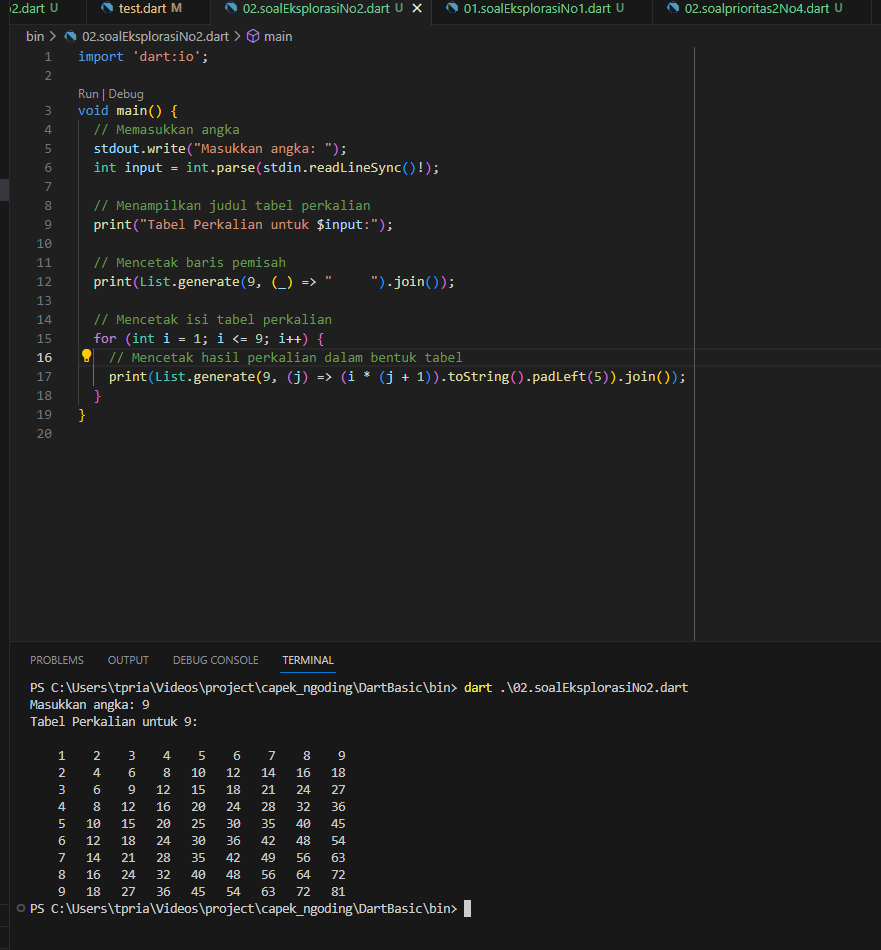 o2.dart U test.dart M 02.soalEksplorasiNo2.dart U 01.soalEksplorasiNo1.dart U 02.soalprioritas2No4.dart U
bin > 02.soalEksplorasiNo2.dart > main
1 import 'dart:io';
2
Run | Debug
3 void main() {
4 // Memasukkan angka
5 stdout.write("Masukkan angka: ");
6 int input = int.parse(stdin.readLineSync()!);
7
8 // Menampilkan judul tabel perkalian
9 print("Tabel Perkalian untuk $input:");
10
11 // Mencetak baris pemisah
12 print(List.generate(9, (_) => "     ").join());
13
14 // Mencetak isi tabel perkalian
15 for (int i = 1; i <= 9; i++) {
16 // Mencetak hasil perkalian dalam bentuk tabel
17 print(List.generate(9, (j) => (i * (j + 1)).toString().padLeft(5)).join());
18 }
19 }
20
PROBLEMS OUTPUT DEBUG CONSOLE TERMINAL
PS C:\Users\tpria\Videos\project\capek_ngoding\DartBasic\bin> dart .\02.soalEksplorasiNo2.dart
Masukkan angka: 9
Tabel Perkalian untuk 9:
1 2 3 4 5 6 7 8 9
2 4 6 8 10 12 14 16 18
3 6 9 12 15 18 21 24 27
4 8 12 16 20 24 28 32 36
5 10 15 20 25 30 35 40 45
6 12 18 24 30 36 42 48 54
7 14 21 28 35 42 49 56 63
8 16 24 32 40 48 56 64 72
9 18 27 36 45 54 63 72 81
PS C:\Users\tpria\Videos\project\capek_ngoding\DartBasic\bin>